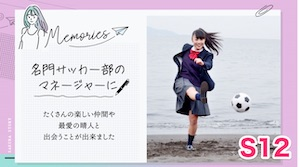 Memories
名門サッカー部の
マネージャーに
たくさんの楽しい仲間や
最愛の晴人と
出会うことが出来ました
S12